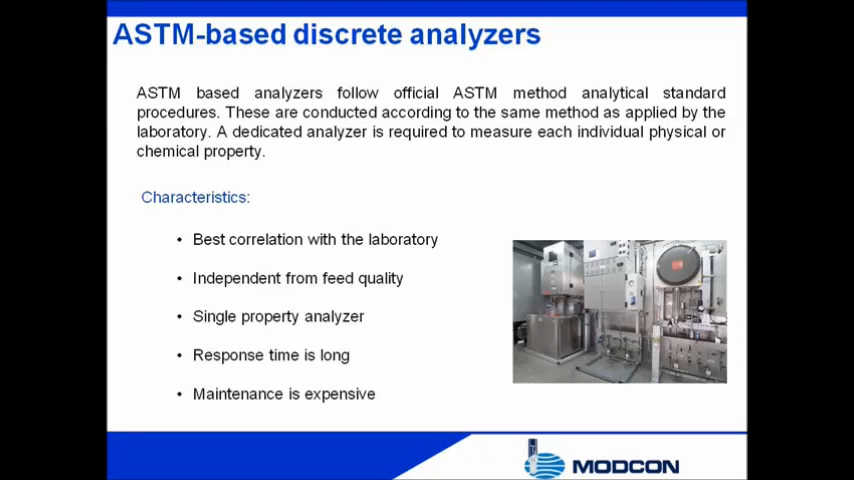 ASTM-based discrete analyzers
ASTM based analyzers follow official ASTM method analytical standard
procedures. These are conducted according to the same method as applied by the
laboratory. A dedicated analyzer is required to measure each individual physical or
chemical property.
Characteristics:
• Best correlation with the laboratory
• Independent from feed quality
• Single property analyzer
• Response time is long
• Maintenance is expensive
MODCON